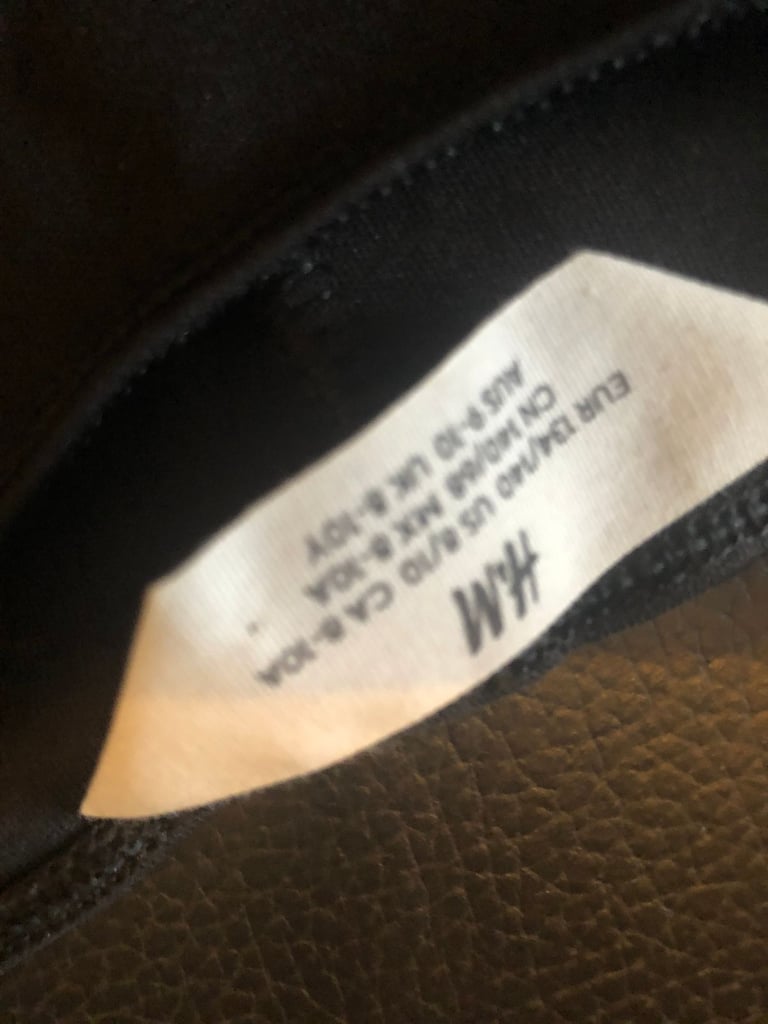 H&M
EUR 134/140 US 8/10 CA 8-10A
CN 140/68 MX 8-10A
AUS 9-10 UK 8-10Y